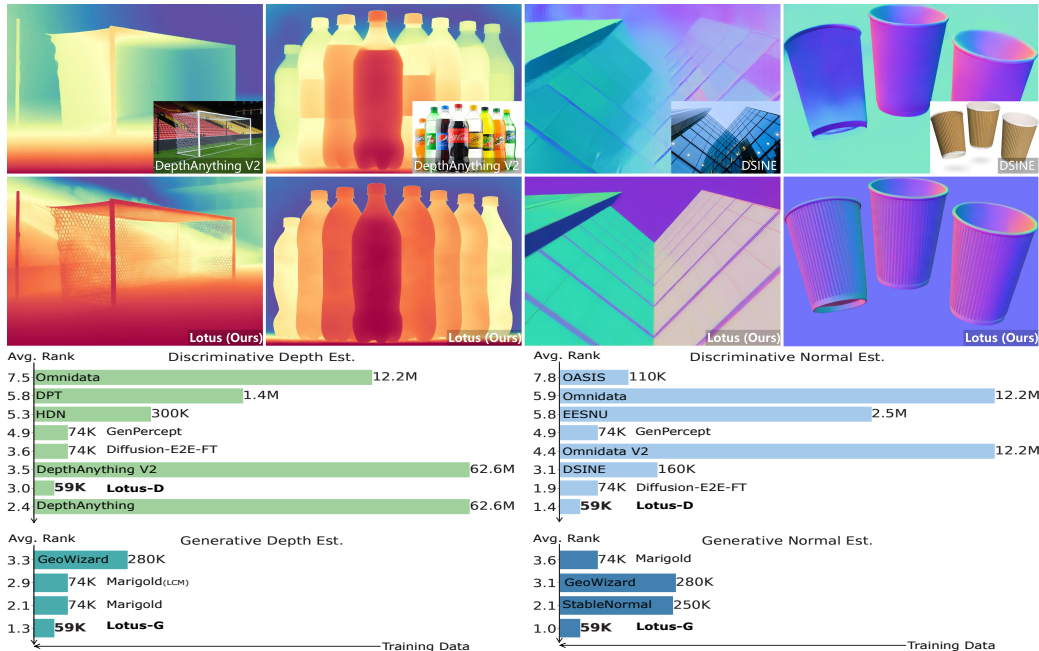 DepthAnything V2
DepthAnything V2
DSINE
DSINE
Lotus (Ours)
Lotus (Ours)
Lotus (Ours)
Lotus (Ours)
Avg. Rank Discriminative Depth Est.
7.5 Omnidata 12.2M
5.8 DPT 1.4M
5.3 HDN 300K
4.9 74K GenPercept
3.6 74K Diffusion-E2E-FT
3.5 DepthAnything V2 62.6M
3.0 59K Lotus-D
2.4 DepthAnything 62.6M
Avg. Rank Discriminative Normal Est.
7.8 OASIS 110K
5.9 Omnidata 12.2M
5.8 EESNU 2.5M
4.9 74K GenPercept
4.4 Omnidata V2 12.2M
3.1 DSINE 160K
1.9 74K Diffusion-E2E-FT
1.4 59K Lotus-D
Avg. Rank Generative Depth Est.
3.3 GeoWizard 280K
2.9 74K Marigold(LCM)
2.1 74K Marigold
1.3 59K Lotus-G
Training Data
Avg. Rank Generative Normal Est.
3.6 74K Marigold
3.1 GeoWizard 280K
2.1 StableNormal 250K
1.0 59K Lotus-G
Training Data